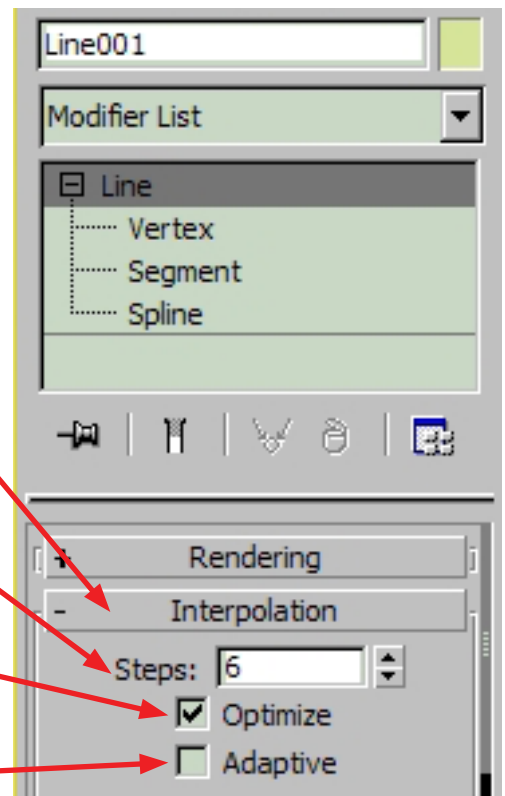 Line001
Modifier List
Line
Vertex
Segment
Spline
+ Rendering
- Interpolation
Steps: 6
Optimize
Adaptive